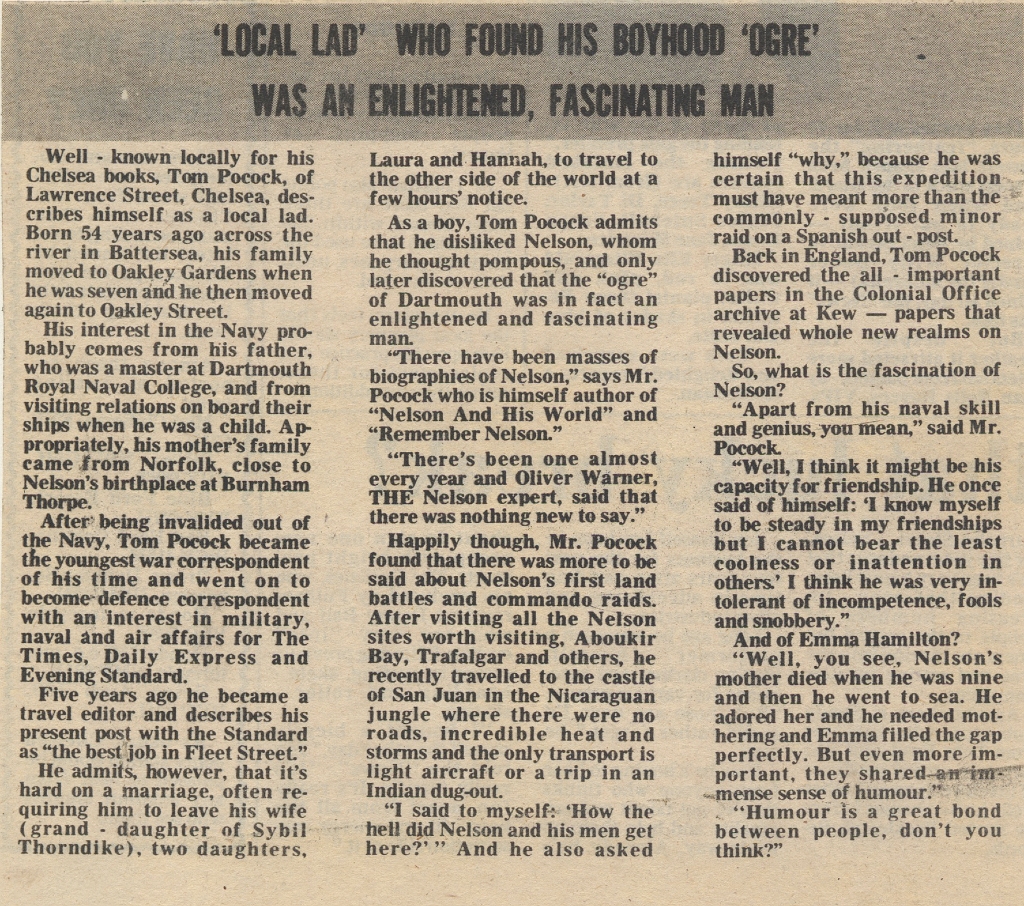 ‘LOCAL LAD’ WHO FOUND HIS BOYHOOD ‘OGRE’
WAS AN ENLIGHTENED, FASCINATING MAN
Well - known locally for his
Chelsea books, Tom Pocock, of
Lawrence Street, Chelsea, des-
cribes himself as a local lad.
Born 54 years ago across the
river in Battersea, his family
moved to Oakley Gardens when
he was seven and he then moved
again to Oakley Street.
His interest in the Navy pro-
bably comes from his father,
who was a master at Dartmouth
Royal Naval College, and from
visiting relations on board their
ships when he was a child. Ap-
propriately, his mother’s family
came from Norfolk, close to
Nelson’s birthplace at Burnham
Thorpe.
After being invalided out of
the Navy, Tom Pocock became
the youngest war correspondent
of his time and went on to
become defence correspondent
with an interest in military,
naval and air affairs for The
Times, Daily Express and
Evening Standard.
Five years ago he became a
travel editor and describes his
present post with the Standard
as “the best job in Fleet Street.”
He admits, however, that it’s
hard on a marriage, often re-
quiring him to leave his wife
(grand - daughter of Sybil
Thorndike), two daughters,
Laura and Hannah, to travel to
the other side of the world at a
few hours’ notice.
As a boy, Tom Pocock admits
that he disliked Nelson, whom
he thought pompous, and only
later discovered that the “ogre”
of Dartmouth was in fact an
enlightened and fascinating
man.
“There have been masses of
biographies of Nelson,” says Mr.
Pocock who is himself author of
“Nelson And His World” and
“Remember Nelson.”
“There’s been one almost
every year and Oliver Warner,
THE Nelson expert, said that
there was nothing new to say.”
Happily though, Mr. Pocock
found that there was more to be
said about Nelson’s first land
battles and commando raids.
After visiting all the Nelson
sites worth visiting, Aboukir
Bay, Trafalgar and others, he
recently travelled to the castle
of San Juan in the Nicaraguan
jungle where there were no
roads, incredible heat and
storms and the only transport is
light aircraft or a trip in an
Indian dug-out.
“I said to myself: ‘How the
hell did Nelson and his men get
here?’ ” And he also asked
himself “why,” because he was
certain that this expedition
must have meant more than the
commonly - supposed minor
raid on a Spanish out - post.
Back in England, Tom Pocock
discovered the all - important
papers in the Colonial Office
archive at Kew — papers that
revealed whole new realms on
Nelson.
So, what is the fascination of
Nelson?
“Apart from his naval skill
and genius, you mean,” said Mr.
Pocock.
“Well, I think it might be his
capacity for friendship. He once
said of himself: ‘I know myself
to be steady in my friendships
but I cannot bear the least
coolness or inattention in
others.’ I think he was very in-
tolerant of incompetence, fools
and snobbery.”
And of Emma Hamilton?
“Well, you see, Nelson’s
mother died when he was nine
and then he went to sea. He
adored her and he needed mot-
hering and Emma filled the gap
perfectly. But even more im-
portant, they shared an im-
mense sense of humour.”
“Humour is a great bond
between people, don’t you
think?”